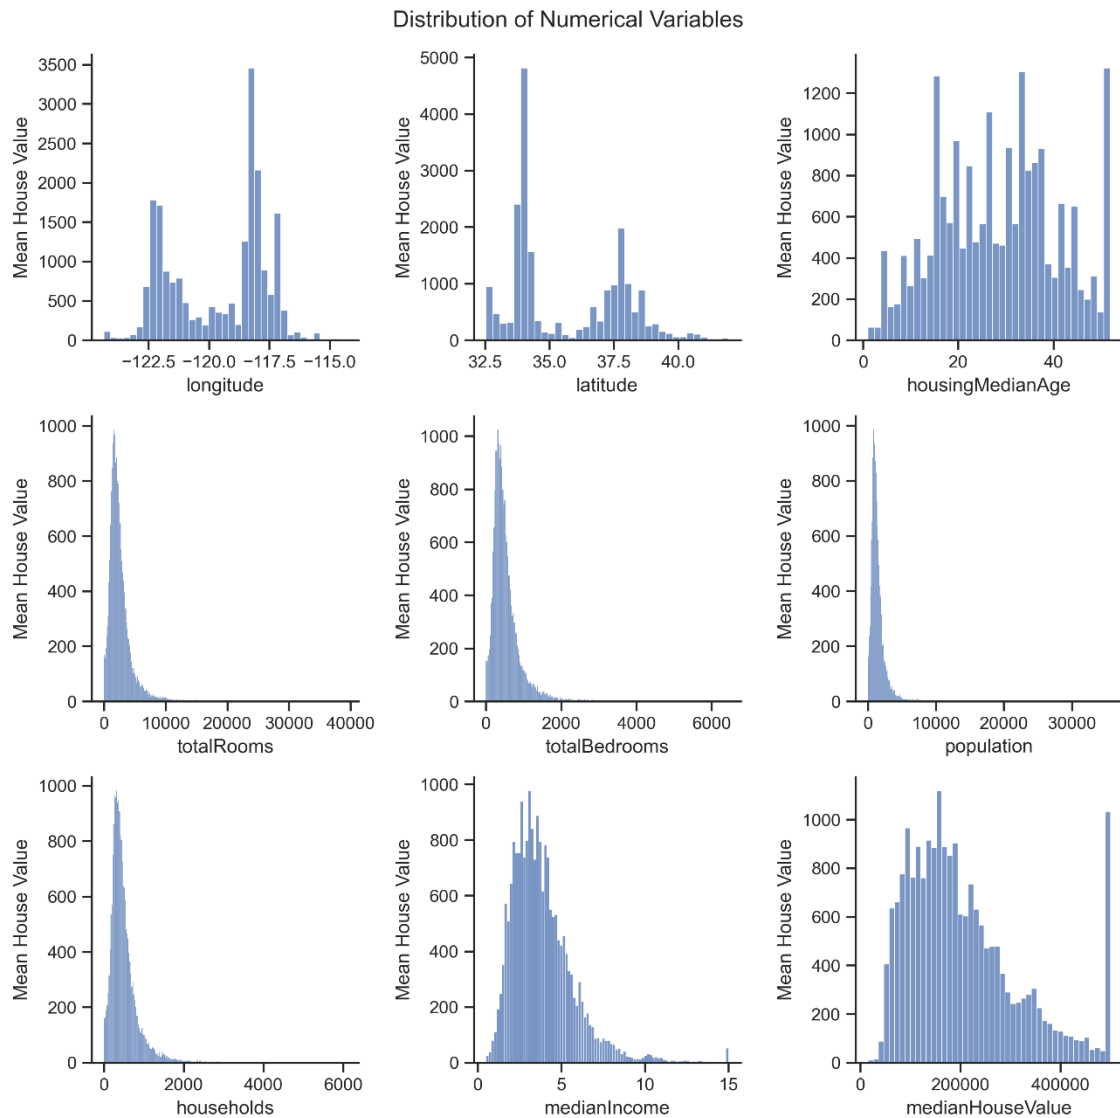 Distribution of Numerical Variables
3500
3000
2500
2000
1500
1000
500
0
Mean House Value
−122.5 −120.0 −117.5 −115.0
longitude
5000
4000
3000
2000
1000
0
Mean House Value
32.5 35.0 37.5 40.0
latitude
1200
1000
800
600
400
200
0
Mean House Value
0 20 40
housingMedianAge
1000
800
600
400
200
0
Mean House Value
0 10000 20000 30000 40000
totalRooms
1000
800
600
400
200
0
Mean House Value
0 2000 4000 6000
totalBedrooms
1000
800
600
400
200
0
Mean House Value
0 10000 20000 30000
population
1000
800
600
400
200
0
Mean House Value
0 2000 4000 6000
households
1000
800
600
400
200
0
Mean House Value
0 5 10 15
medianIncome
1000
800
600
400
200
0
Mean House Value
0 200000 400000
medianHouseValue